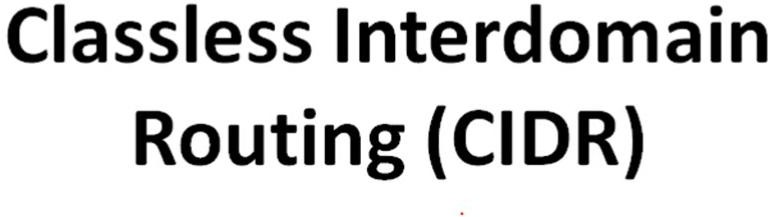 Classless Interdomain
Routing (CIDR)